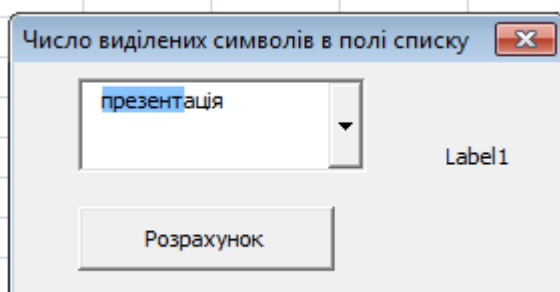 Число виділених символів в полі списку
презентація
Label1
Розрахунок